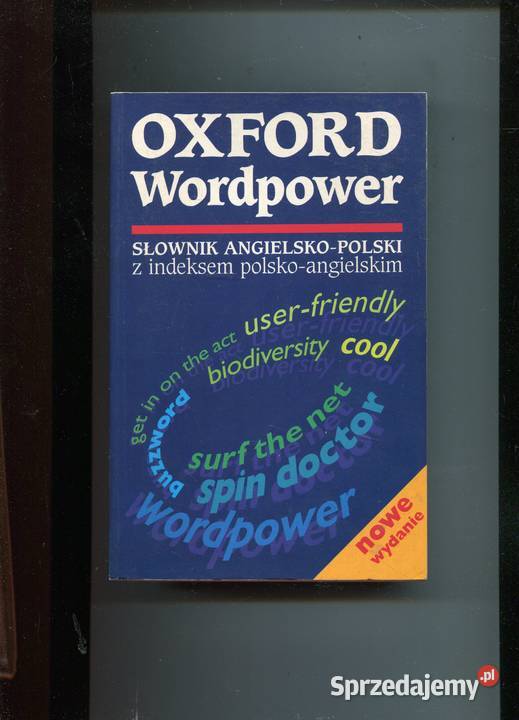 OXFORD
Wordpower
SŁOWNIK ANGIELSKO-POLSKI
z indeksem polsko-angielskim
user-friendly
get in on the act
biodiversity cool
buzzword
surf the net
spin doctor
wordpower
nowe
wydanie
Sprzedajemy.pl